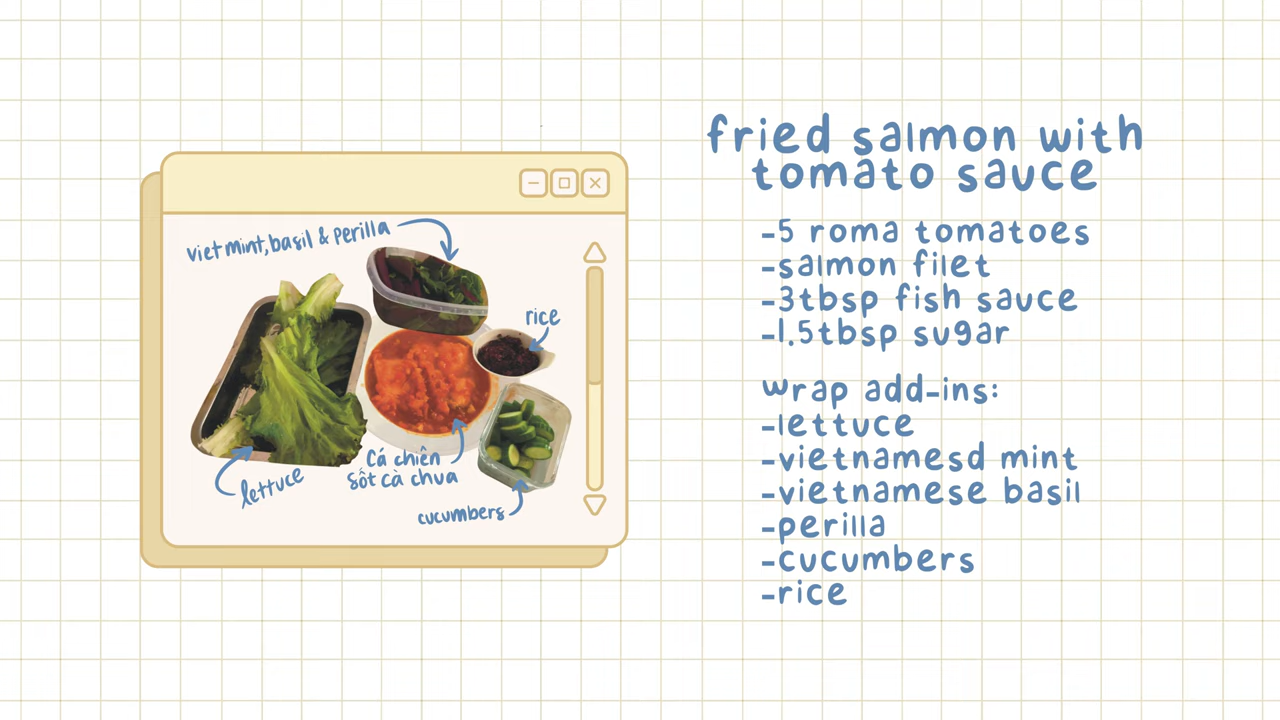 fried salmon with
tomato sauce
-5 roma tomatoes
-salmon filet
-3tbsp fish sauce
-1.5tbsp sugar
wrap add-ins:
-lettuce
-vietnamesd mint
-vietnamese basil
-perilla
-cucumbers
-rice
viet mint, basil & perilla
rice
Cá chiên
sốt cà chua
lettuce
cucumbers